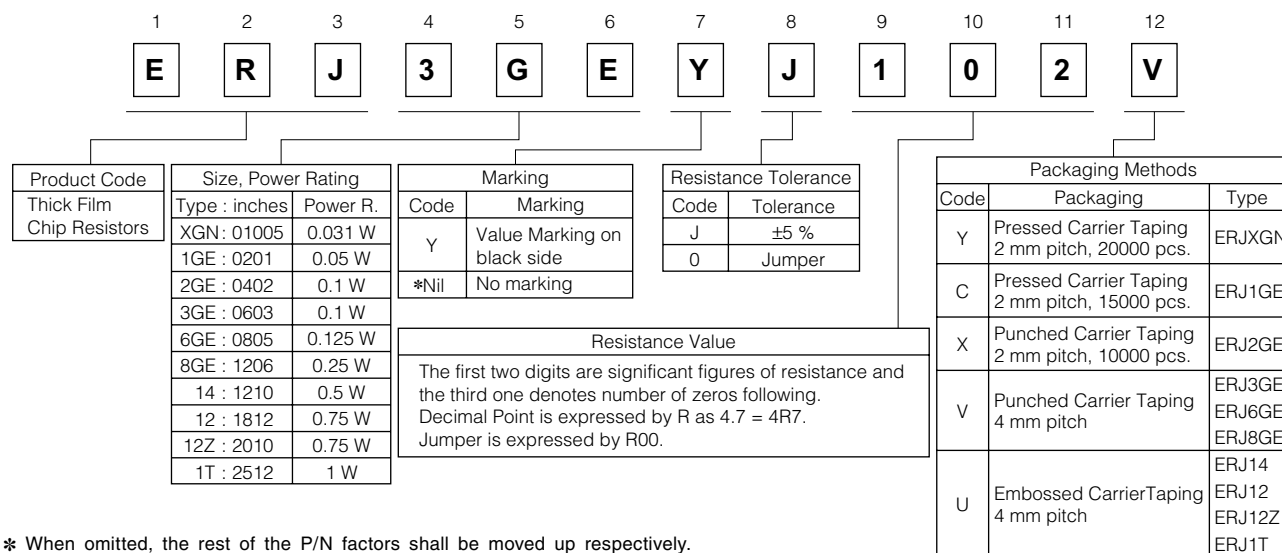 1 2 3 4 5 6 7 8 9 10 11 12
E R J 3 G E Y J 1 0 2 V
Product Code
Thick Film
Chip Resistors
Size, Power Rating
Type : inches Power R.
XGN : 01005 0.031 W
1GE : 0201 0.05 W
2GE : 0402 0.1 W
3GE : 0603 0.1 W
6GE : 0805 0.125 W
8GE : 1206 0.25 W
14 : 1210 0.5 W
12 : 1812 0.75 W
12Z : 2010 0.75 W
1T : 2512 1 W
Marking
Code Marking
Y Value Marking on
black side
*Nil No marking
Resistance Tolerance
Code Tolerance
J ±5 %
0 Jumper
Resistance Value
The first two digits are significant figures of resistance and
the third one denotes number of zeros following.
Decimal Point is expressed by R as 4.7 = 4R7.
Jumper is expressed by R00.
Packaging Methods
Code Packaging Type
Y Pressed Carrier Taping
2 mm pitch, 20000 pcs. ERJXGN
C Pressed Carrier Taping
2 mm pitch, 15000 pcs. ERJ1GE
X Punched Carrier Taping
2 mm pitch, 10000 pcs. ERJ2GE
V Punched Carrier Taping
4 mm pitch
ERJ3GE
ERJ6GE
ERJ8GE
U Embossed CarrierTaping
4 mm pitch
ERJ14
ERJ12
ERJ12Z
ERJ1T
* When omitted, the rest of the P/N factors shall be moved up respectively.